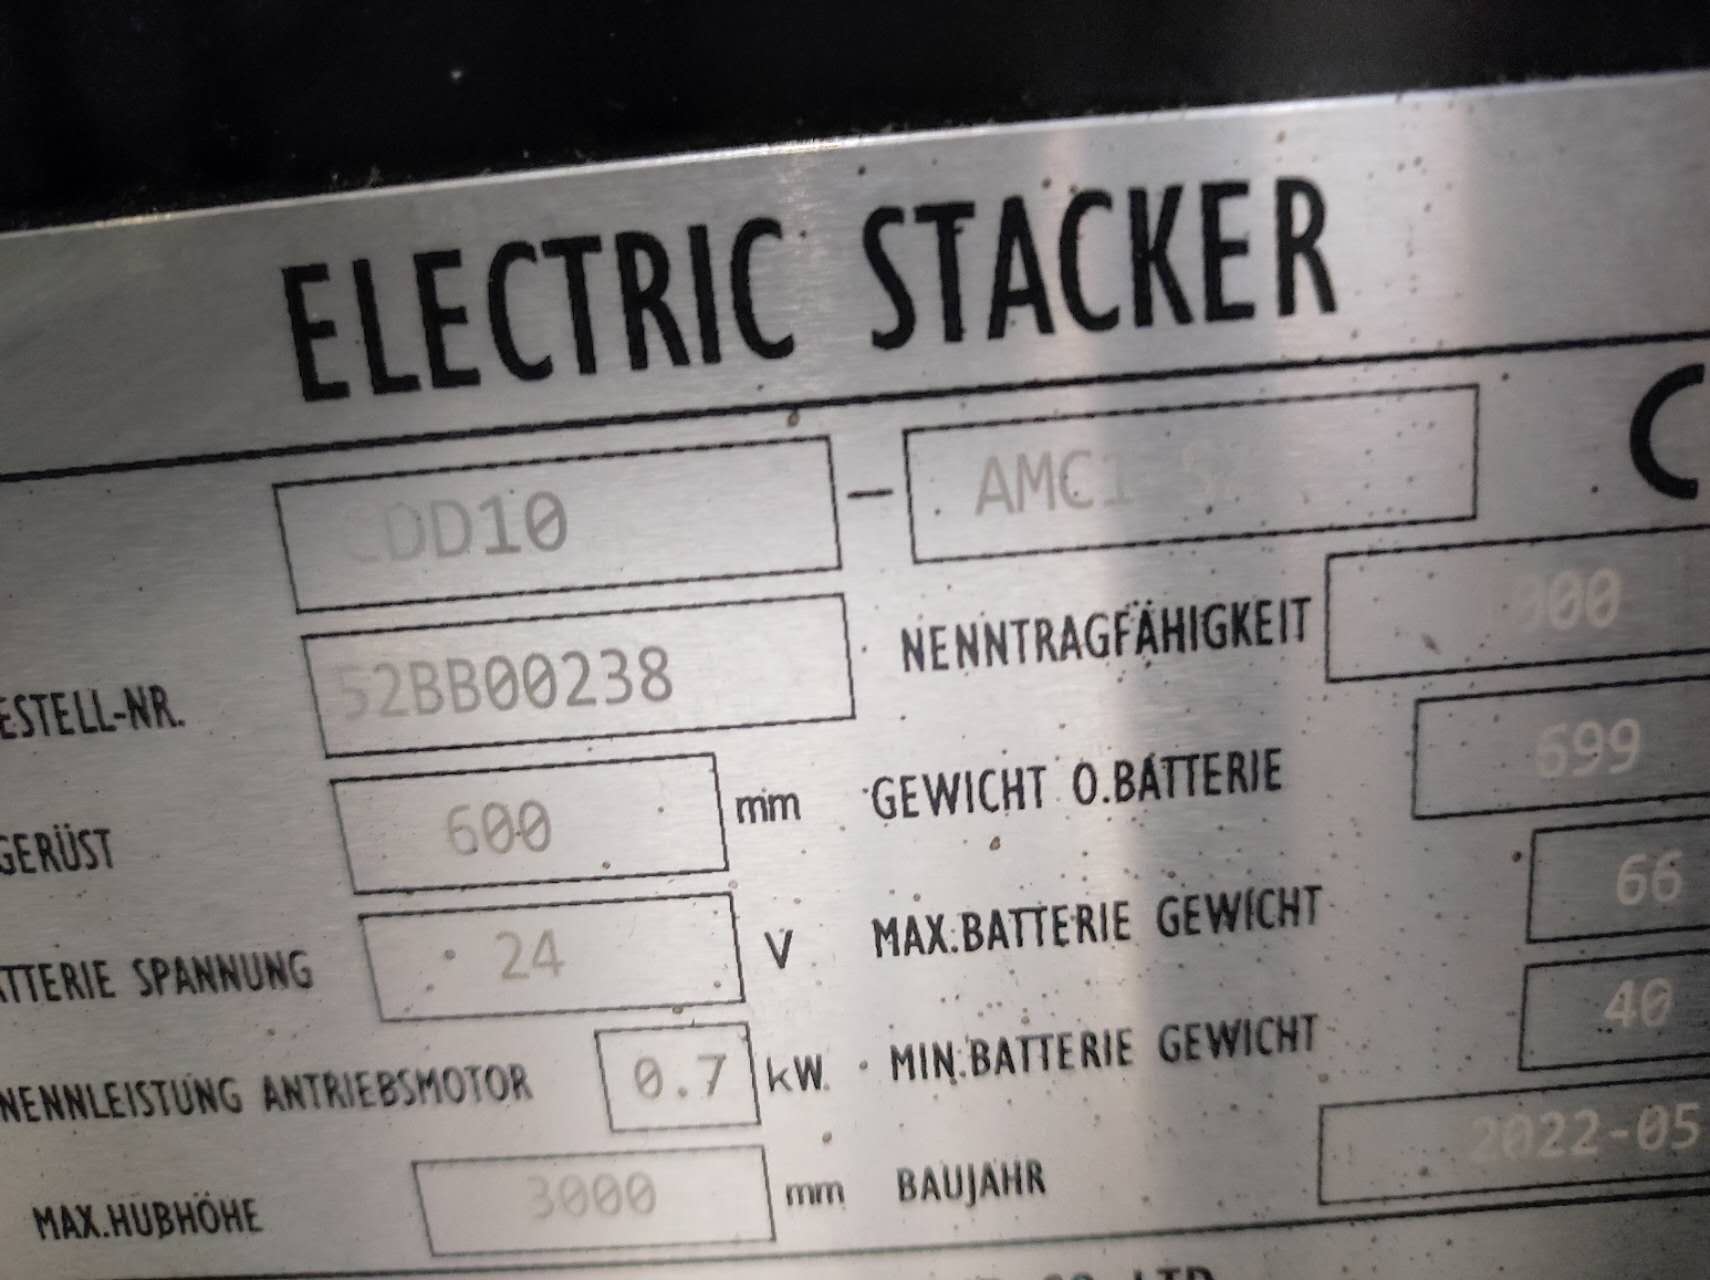 ELECTRIC STACKER
CDD10 - AMC1
ESTELL-NR. 52BB00238 NENNTRAGFÄHIGKEIT
GERÜST 600 mm GEWICHT O.BATTERIE 699
TTERIE SPANNUNG 24 V MAX.BATTERIE GEWICHT 66
NENNLEISTUNG ANTRIEBSMOTOR 0.7 kW. MIN.BATTERIE GEWICHT 40
MAX.HUBHÖHE 3000 mm BAUJAHR 2022-05